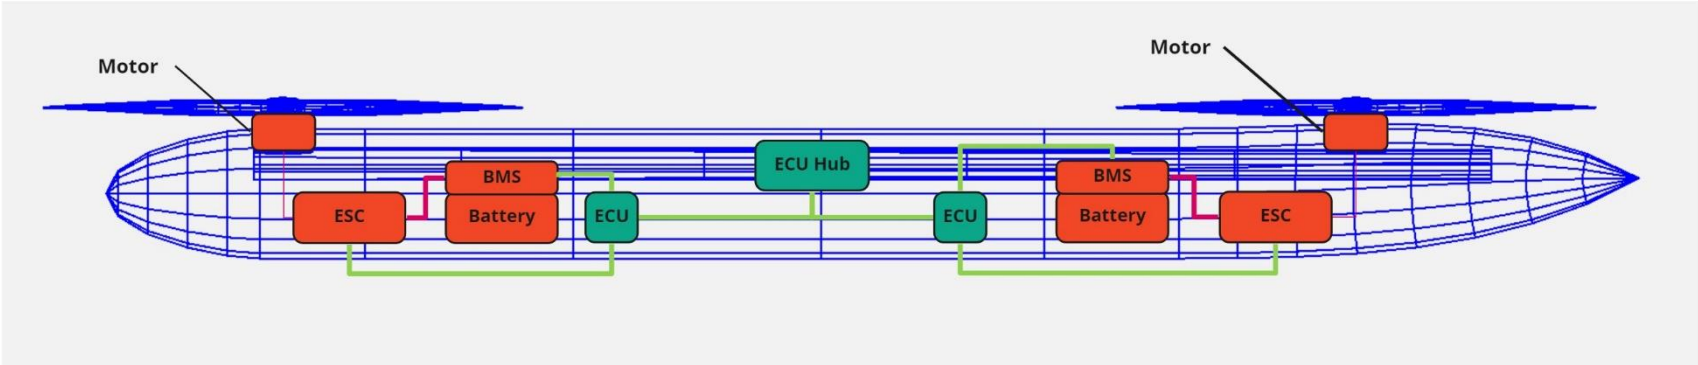 Motor
Motor
ECU Hub
BMS
BMS
ESC
Battery
ECU
ECU
Battery
ESC